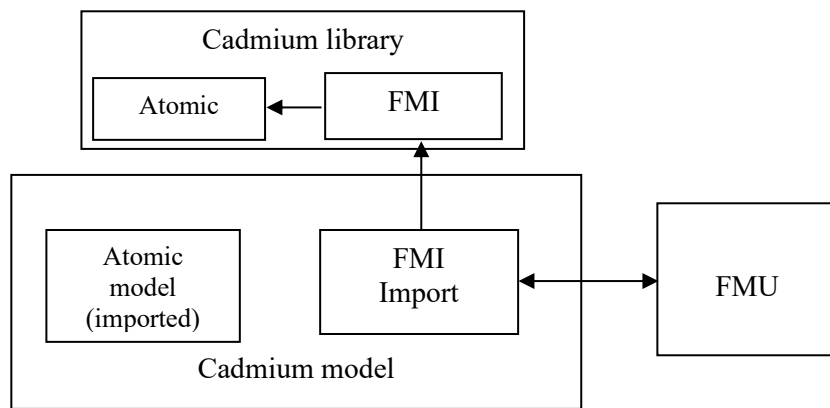 Cadmium library
Atomic
FMI
Atomic
model
(imported)
FMI
Import
FMU
Cadmium model